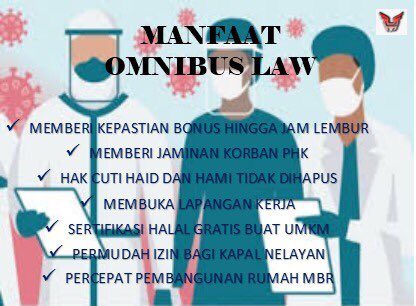 MANFAAT
OMNIBUS LAW
✓ MEMBERI KEPASTIAN BONUS HINGGA JAM LEMBUR
✓ MEMBERI JAMINAN KORBAN PHK
✓ HAK CUTI HAID DAN HAMI TIDAK DIHAPUS
✓ MEMBUKA LAPANGAN KERJA
✓ SERTIFIKASI HALAL GRATIS BUAT UMKM
✓ PERMUDAH IZIN BAGI KAPAL NELAYAN
✓ PERCEPAT PEMBANGUNAN RUMAH MBR